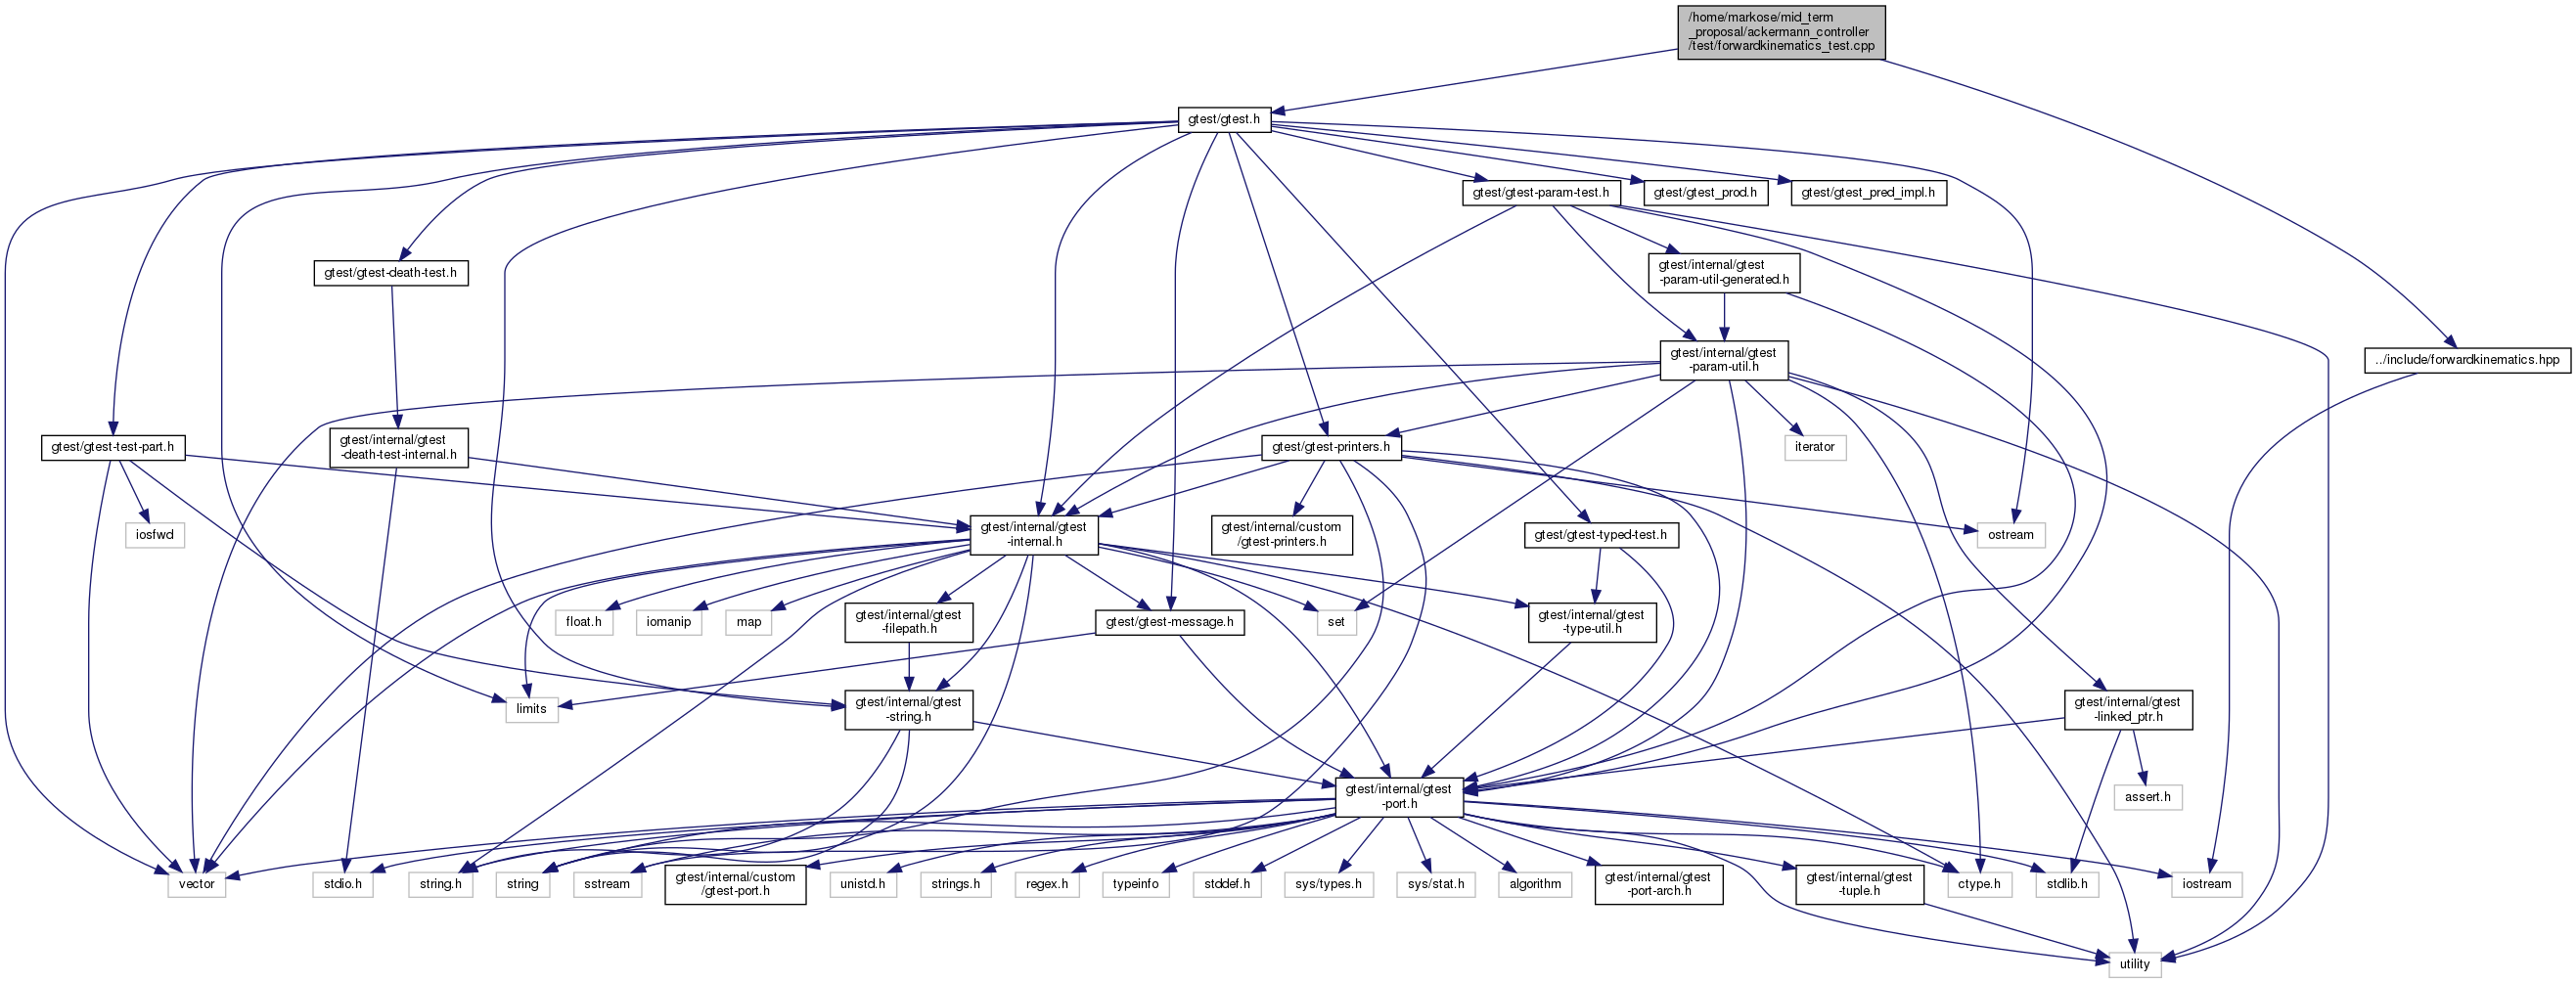 /home/markose/mid_term
_proposal/ackermann_controller
/test/forwardkinematics_test.cpp
gtest/gtest.h
gtest/gtest-param-test.h
gtest/gtest_prod.h
gtest/gtest_pred_impl.h
gtest/gtest-death-test.h
gtest/internal/gtest
-param-util-generated.h
gtest/internal/gtest
-param-util.h
../include/forwardkinematics.hpp
gtest/gtest-test-part.h
gtest/internal/gtest
-death-test-internal.h
gtest/gtest-printers.h
iterator
iosfwd
gtest/internal/gtest
-internal.h
gtest/internal/custom
/gtest-printers.h
gtest/gtest-typed-test.h
ostream
float.h
iomanip
map
gtest/internal/gtest
-filepath.h
gtest/gtest-message.h
set
gtest/internal/gtest
-type-util.h
limits
gtest/internal/gtest
-string.h
gtest/internal/gtest
-linked_ptr.h
gtest/internal/gtest
-port.h
assert.h
vector
stdio.h
string.h
string
sstream
gtest/internal/custom
/gtest-port.h
unistd.h
strings.h
regex.h
typeinfo
stddef.h
sys/types.h
sys/stat.h
algorithm
gtest/internal/gtest
-port-arch.h
gtest/internal/gtest
-tuple.h
ctype.h
stdlib.h
iostream
utility